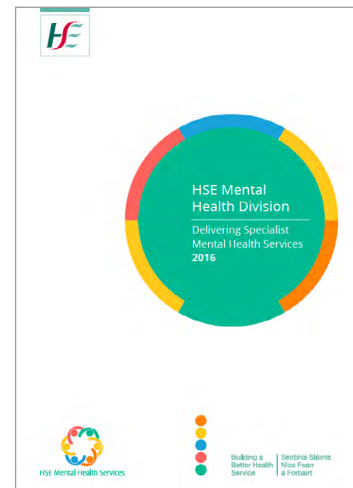 HSE
HSE Mental
Health Division
Delivering Specialist
Mental Health Services
2016
HSE Mental Health Services
Building a
Better Health
Service
Seirbhís Sláinte
Níos Fearr
á Forbairt